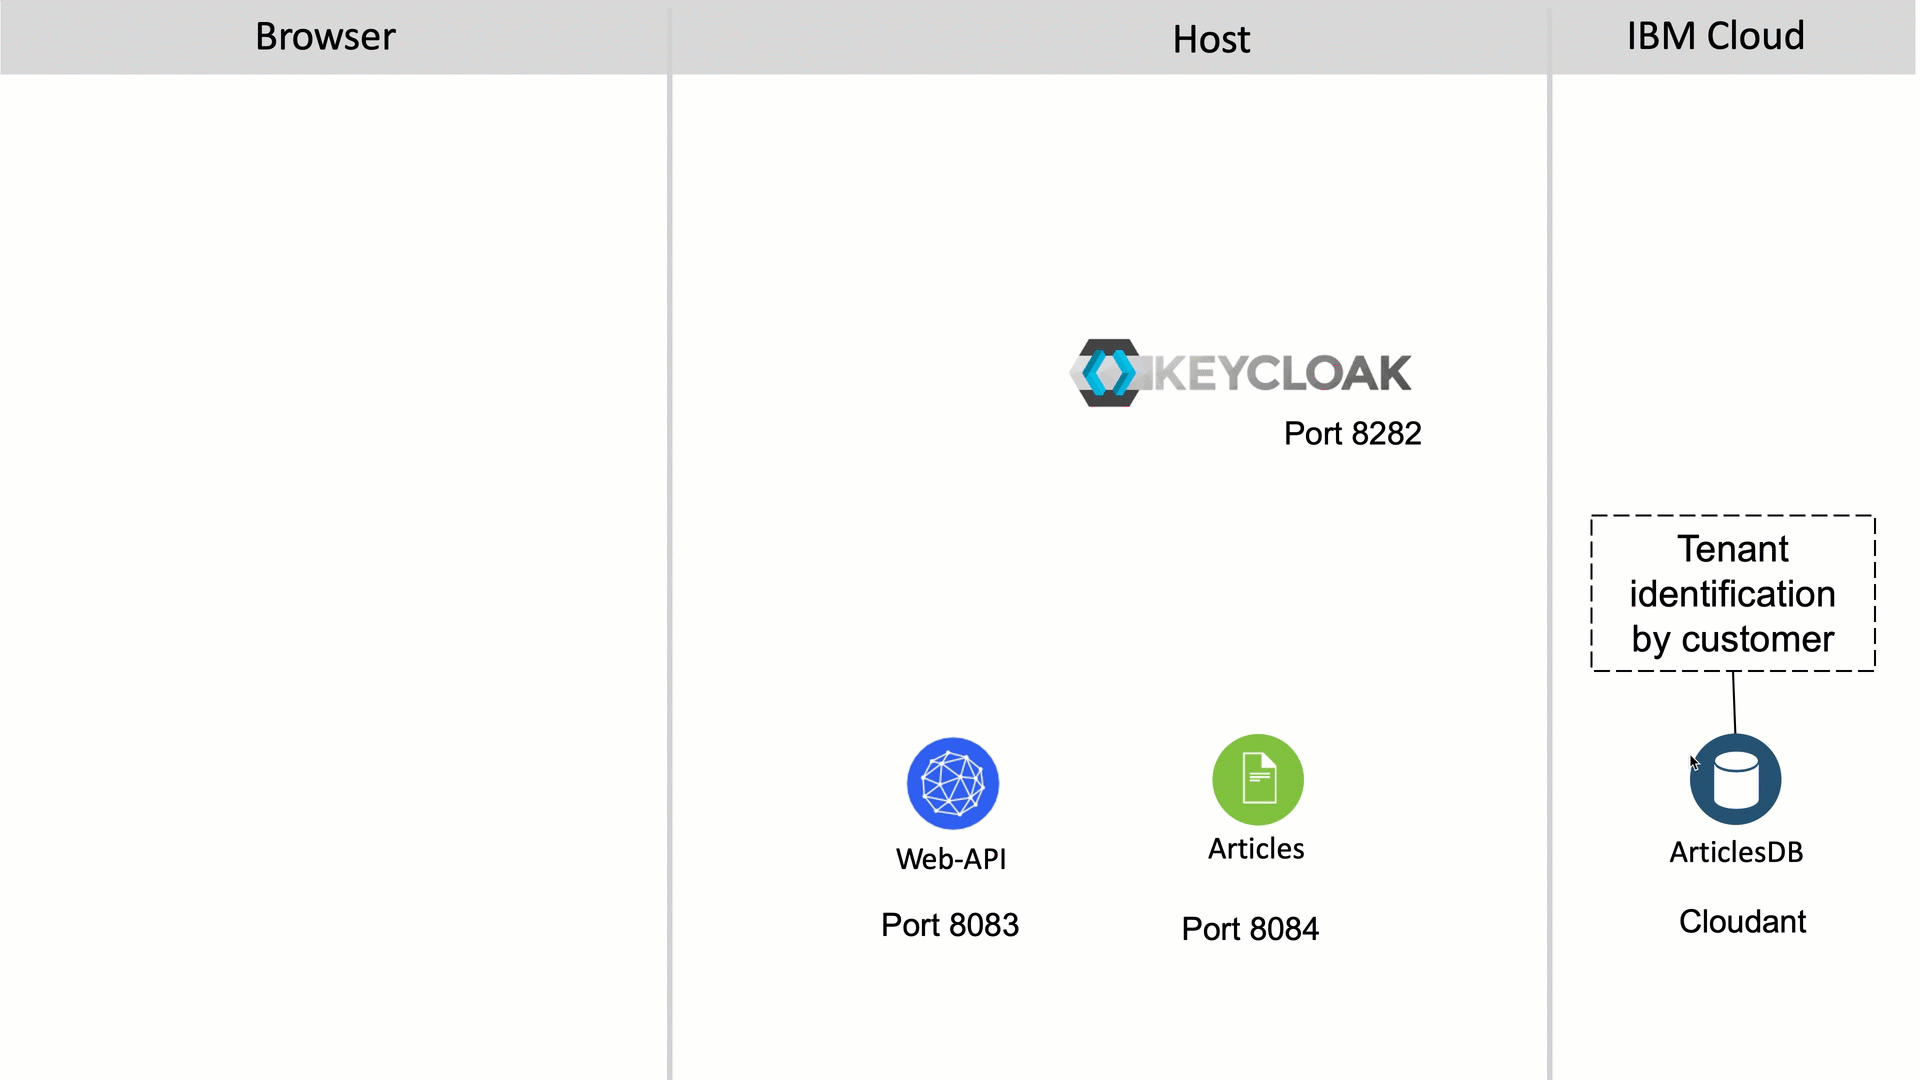 Browser
Host
IBM Cloud
KEYCLOAK
Port 8282
Tenant
identification
by customer
Web-API
Articles
ArticlesDB
Port 8083
Port 8084
Cloudant